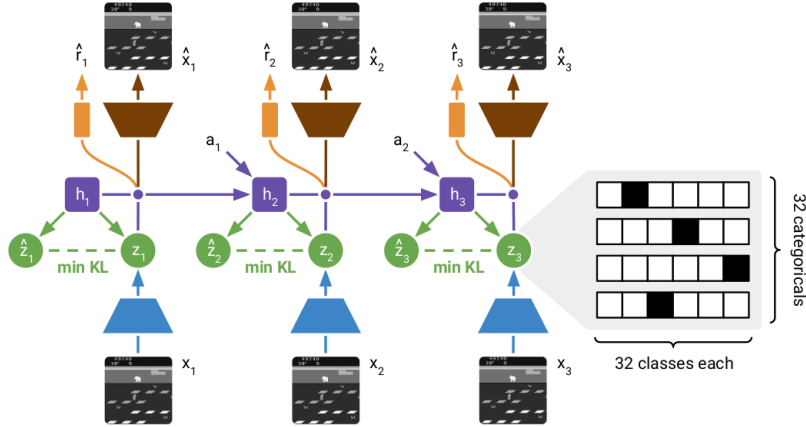 r̂₁
x̂₁
r̂₂
x̂₂
r̂₃
x̂₃
a₁
a₂
h₁
h₂
h₃
ẑ₁
z₁
min KL
ẑ₂
z₂
min KL
ẑ₃
z₃
min KL
x₁
x₂
x₃
32 categoricals
32 classes each